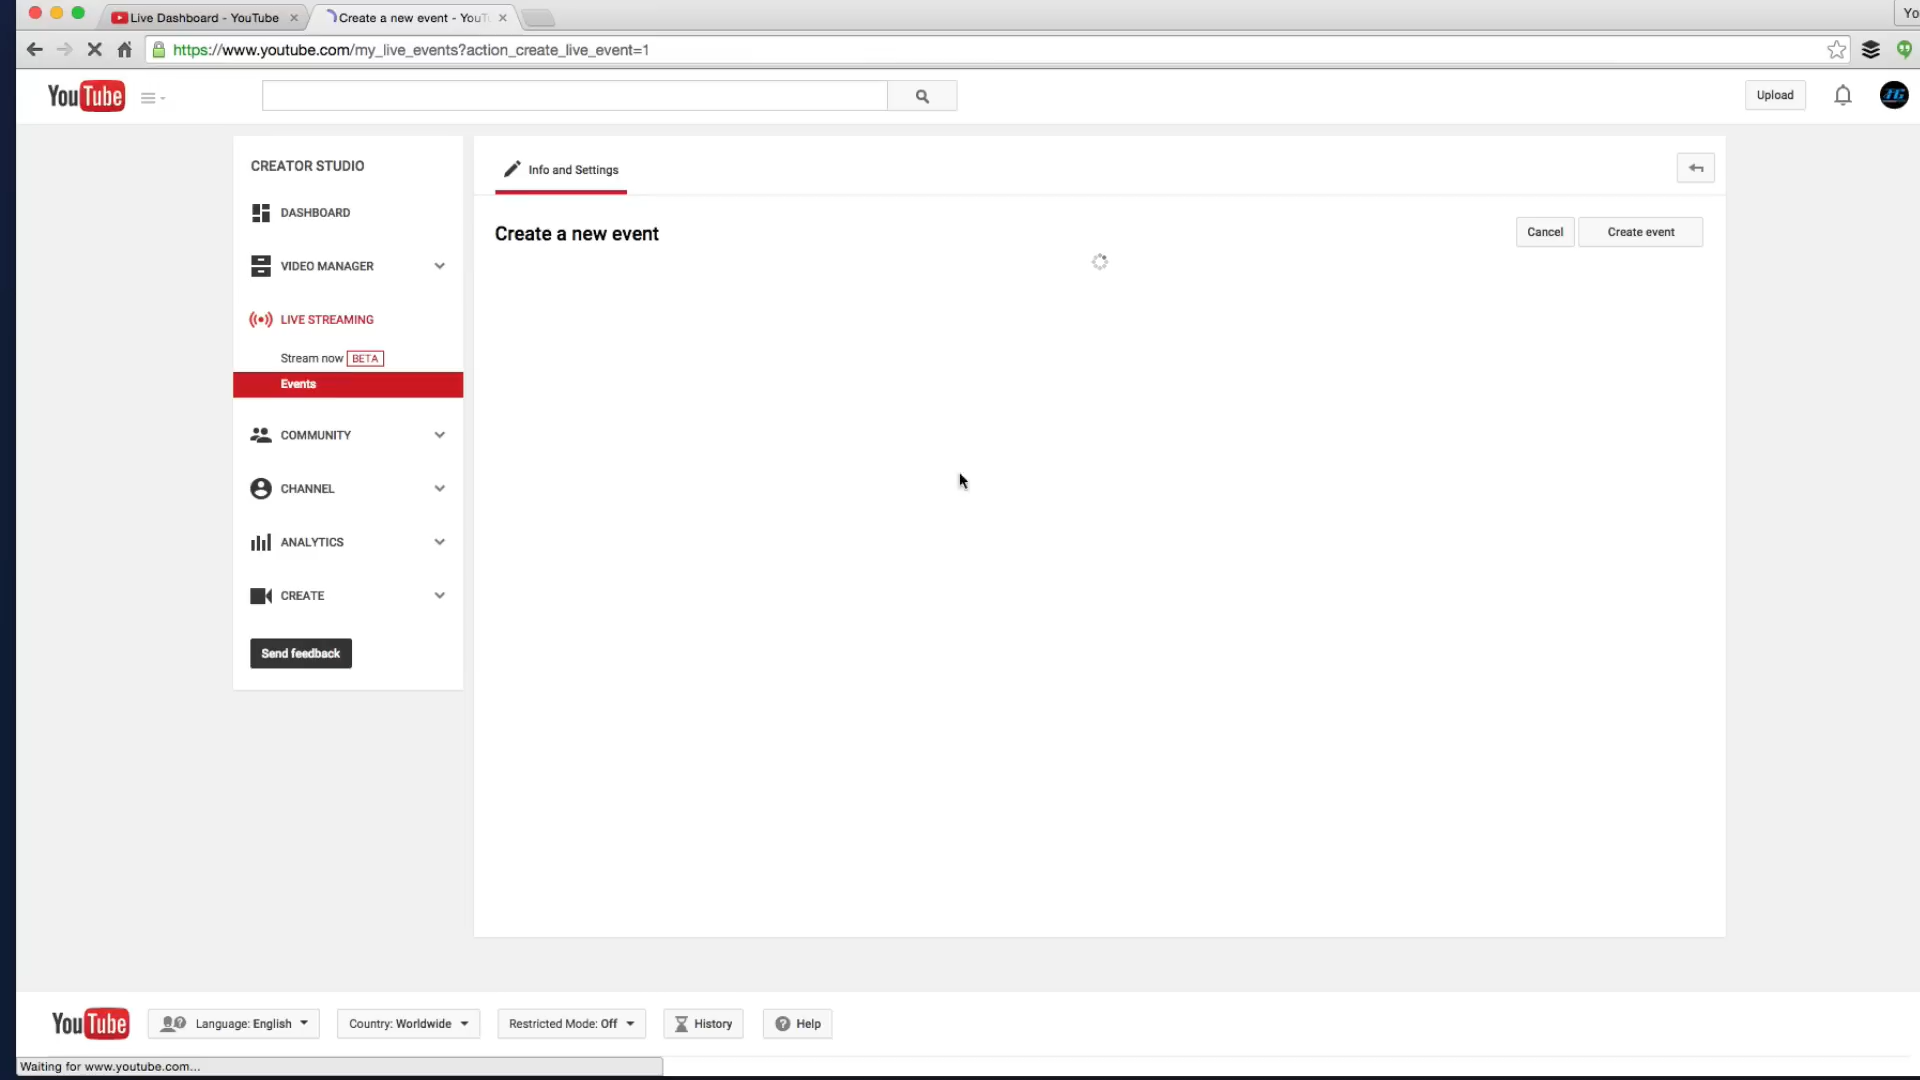 Live Dashboard - YouTube
Create a new event - YouT
Yo
https://www.youtube.com/my_live_events?action_create_live_event=1
YouTube
Upload
CREATOR STUDIO
Info and Settings
DASHBOARD
Create a new event
Cancel
Create event
VIDEO MANAGER
LIVE STREAMING
Stream now BETA
Events
COMMUNITY
CHANNEL
ANALYTICS
CREATE
Send feedback
YouTube
Language: English
Country: Worldwide
Restricted Mode: Off
History
Help
Waiting for www.youtube.com...